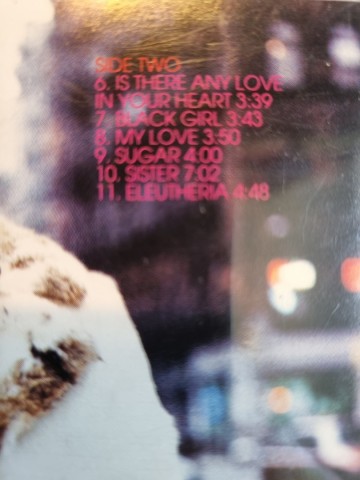 SIDE TWO
6. IS THERE ANY LOVE
IN YOUR HEART 3:39
7. BLACK GIRL 3:43
8. MY LOVE 3:50
9. SUGAR 4:00
10. SISTER 7:02
11. ELEUTHERIA 4:48